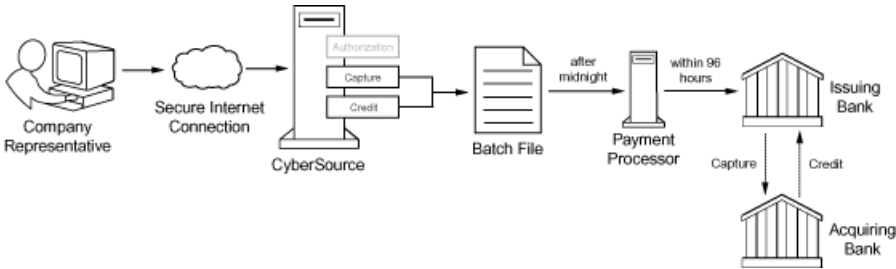 Company
Representative
Secure Internet
Connection
Authorization
Capture
Credit
CyberSource
Batch File
after
midnight
Payment
Processor
within 96
hours
Issuing
Bank
Capture
Credit
Acquiring
Bank